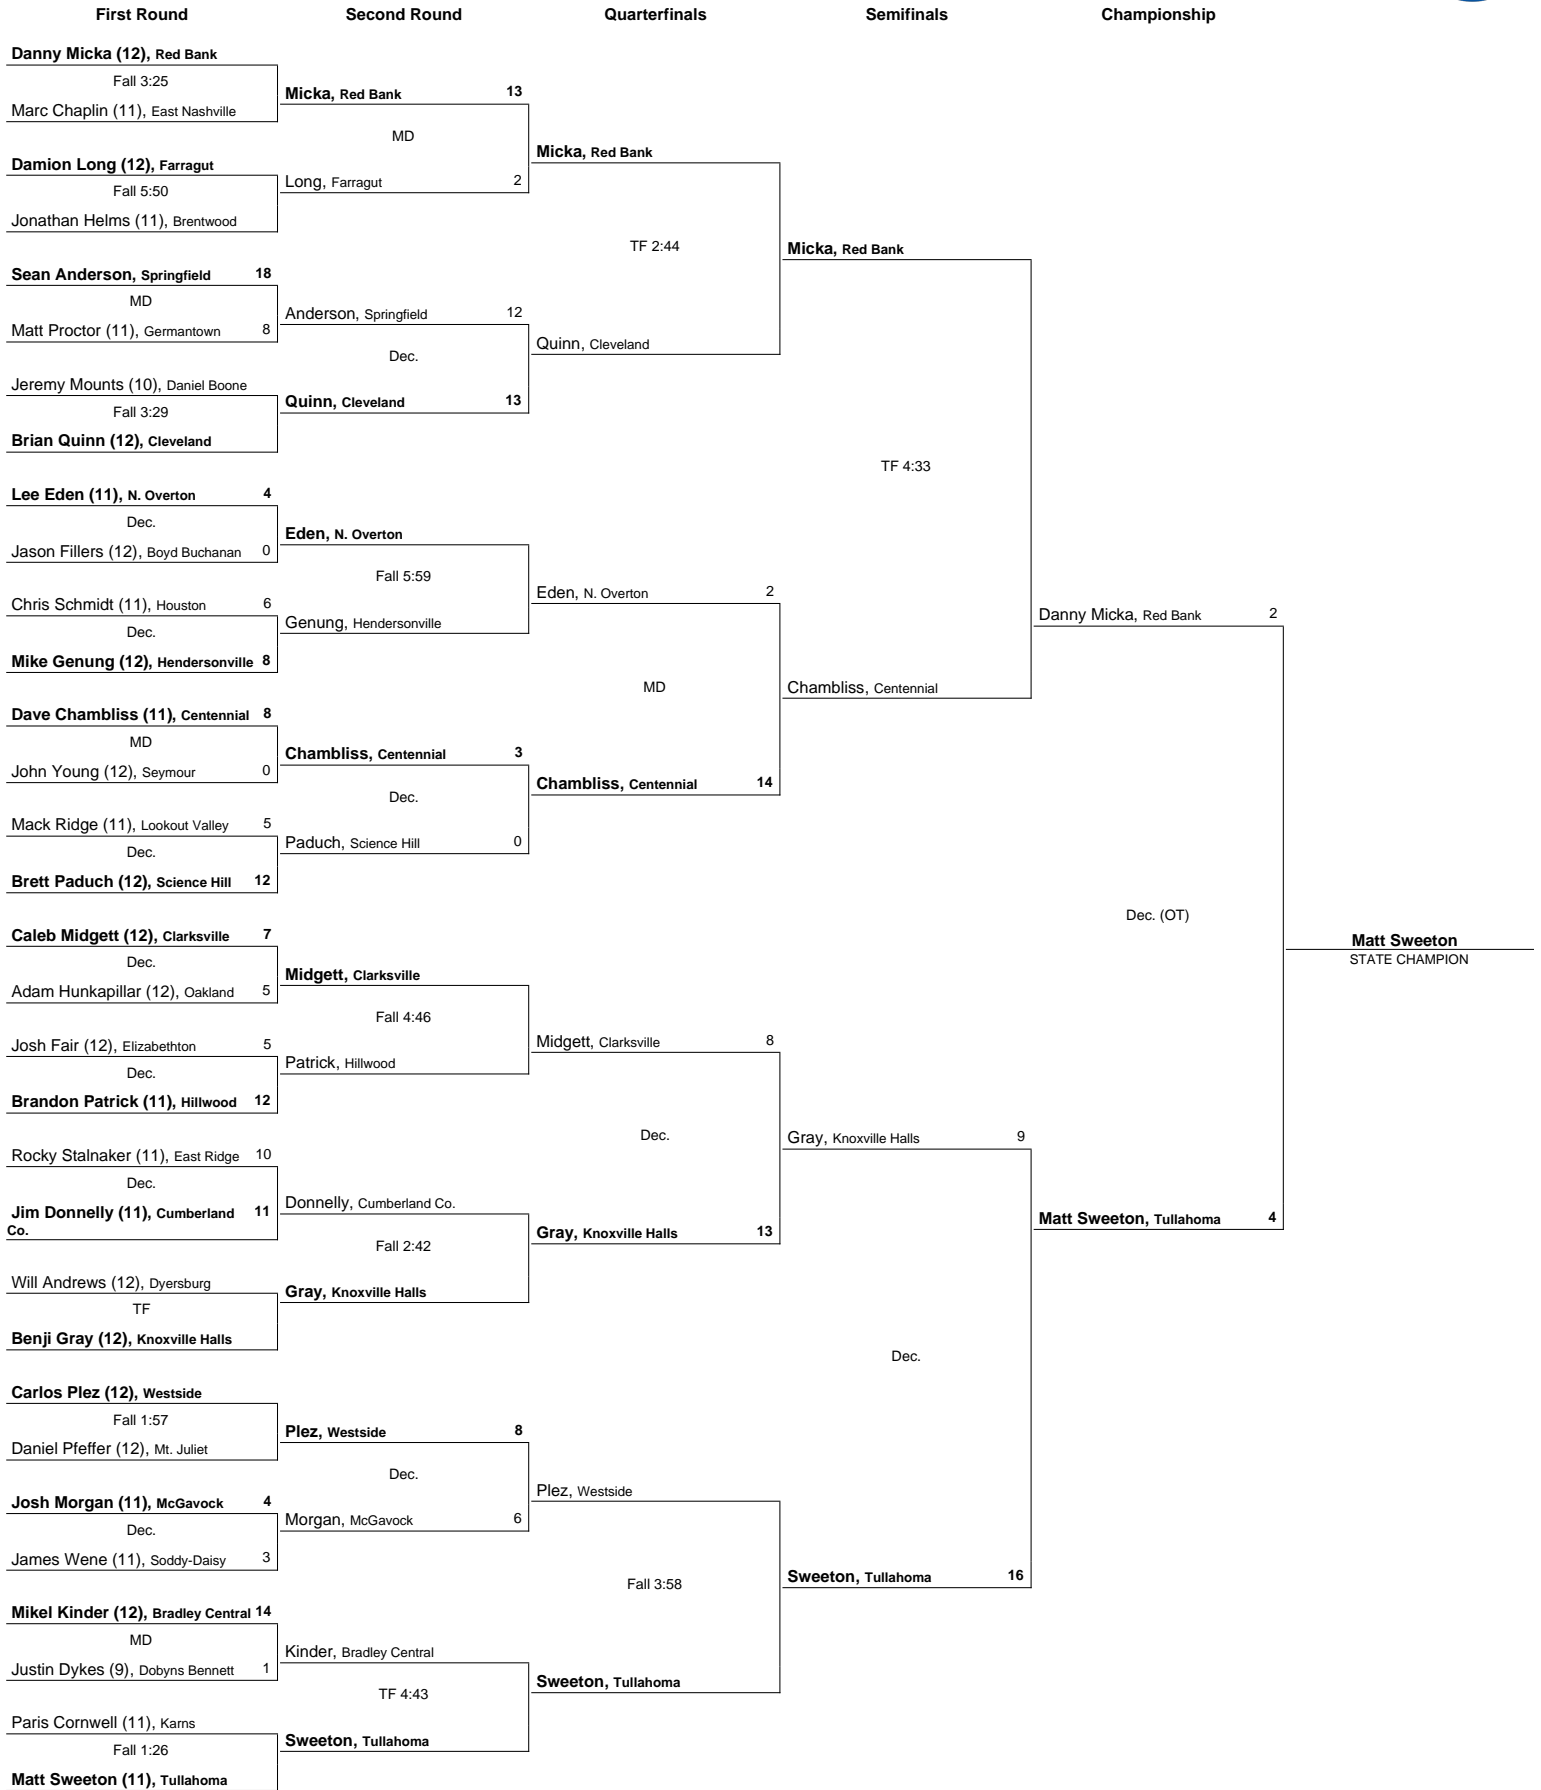 First Round
Second Round
Quarterfinals
Semifinals
Championship
Danny Micka (12), Red Bank
Fall 3:25
Marc Chaplin (11), East Nashville
Damion Long (12), Farragut
Fall 5:50
Jonathan Helms (11), Brentwood
Sean Anderson, Springfield 18
MD
Matt Proctor (11), Germantown 8
Jeremy Mounts (10), Daniel Boone
Fall 3:29
Brian Quinn (12), Cleveland
Lee Eden (11), N. Overton 4
Dec.
Jason Fillers (12), Boyd Buchanan 0
Chris Schmidt (11), Houston 6
Dec.
Mike Genung (12), Hendersonville 8
Dave Chambliss (11), Centennial 8
MD
John Young (12), Seymour 0
Mack Ridge (11), Lookout Valley 5
Dec.
Brett Paduch (12), Science Hill 12
Caleb Midgett (12), Clarksville 7
Dec.
Adam Hunkapillar (12), Oakland 5
Josh Fair (12), Elizabethton 5
Dec.
Brandon Patrick (11), Hillwood 12
Rocky Stalnaker (11), East Ridge 10
Dec.
Jim Donnelly (11), Cumberland 11
Co.
Will Andrews (12), Dyersburg
TF
Benji Gray (12), Knoxville Halls
Carlos Plez (12), Westside
Fall 1:57
Daniel Pfeffer (12), Mt. Juliet
Josh Morgan (11), McGavock 4
Dec.
James Wene (11), Soddy-Daisy 3
Mikel Kinder (12), Bradley Central 14
MD
Justin Dykes (9), Dobyns Bennett 1
Paris Cornwell (11), Karns
Fall 1:26
Matt Sweeton (11), Tullahoma
Micka, Red Bank 13
MD
Long, Farragut 2
Anderson, Springfield 12
Dec.
Quinn, Cleveland 13
Eden, N. Overton
Fall 5:59
Genung, Hendersonville
Chambliss, Centennial 3
Dec.
Paduch, Science Hill 0
Midgett, Clarksville
Fall 4:46
Patrick, Hillwood
Donnelly, Cumberland Co.
Fall 2:42
Gray, Knoxville Halls
Plez, Westside 8
Dec.
Morgan, McGavock 6
Kinder, Bradley Central
TF 4:43
Sweeton, Tullahoma
Micka, Red Bank
TF 2:44
Quinn, Cleveland
Eden, N. Overton 2
MD
Chambliss, Centennial 14
Midgett, Clarksville 8
Dec.
Gray, Knoxville Halls 13
Plez, Westside
Fall 3:58
Sweeton, Tullahoma
Micka, Red Bank
TF 4:33
Chambliss, Centennial
Gray, Knoxville Halls 9
Dec.
Sweeton, Tullahoma 16
Danny Micka, Red Bank 2
Dec. (OT)
Matt Sweeton, Tullahoma 4
Matt Sweeton
STATE CHAMPION